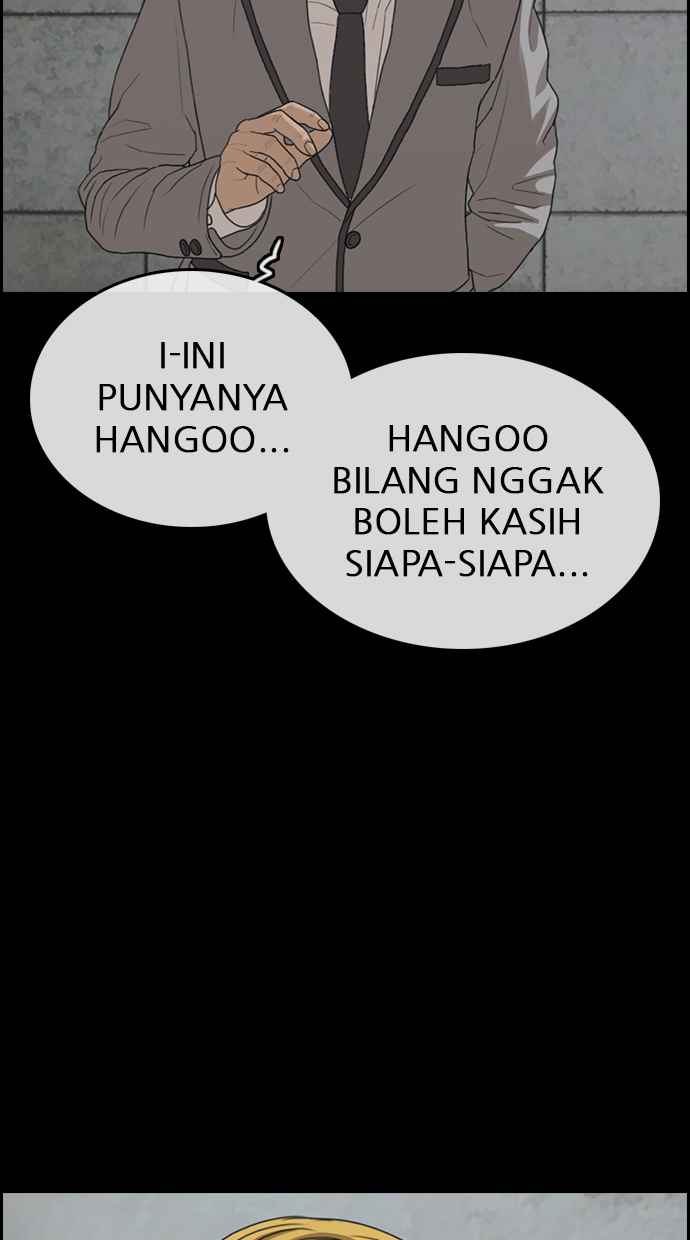 I-INI
PUNYANYA
HANGOO...
HANGOO
BILANG NGGAK
BOLEH KASIH
SIAPA-SIAPA...